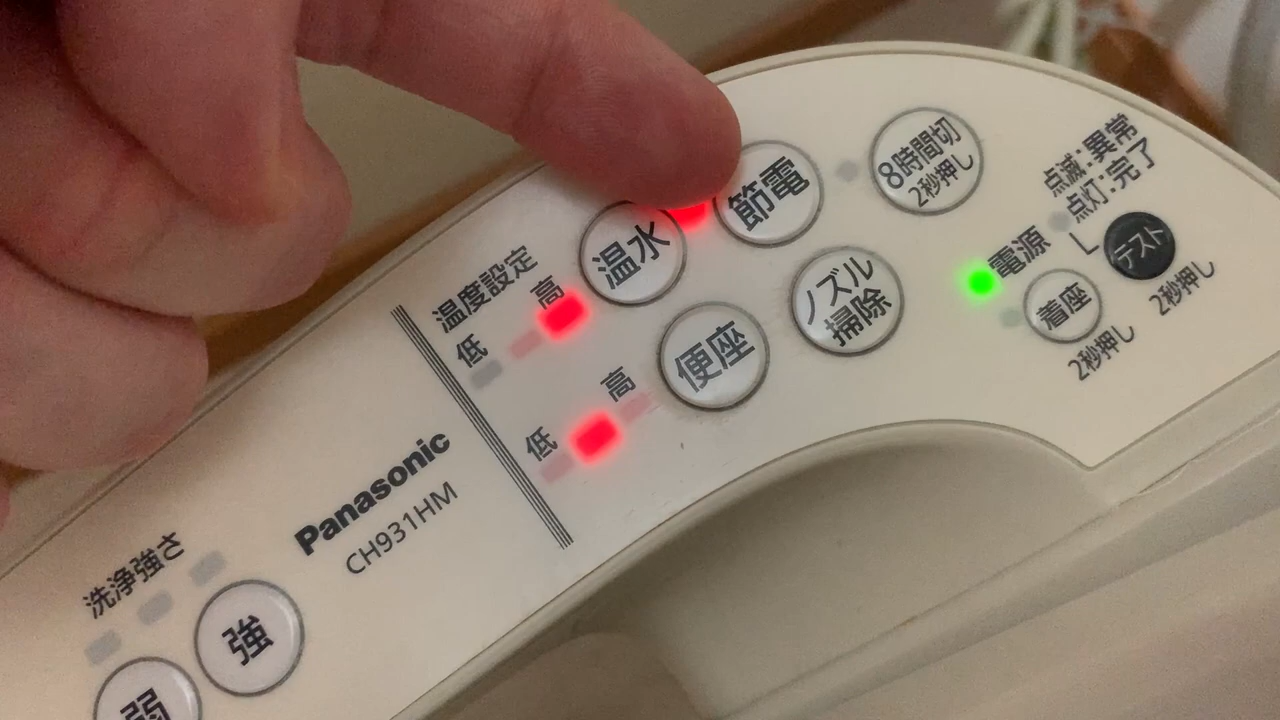 節電
8時間切
2秒押し
点滅:異常
点灯:完了
温水
電源
テスト
2秒押し
温度設定
低 高
便座
ノズル
掃除
着座
2秒押し
低 高
Panasonic
CH931HM
洗浄強さ
強
弱